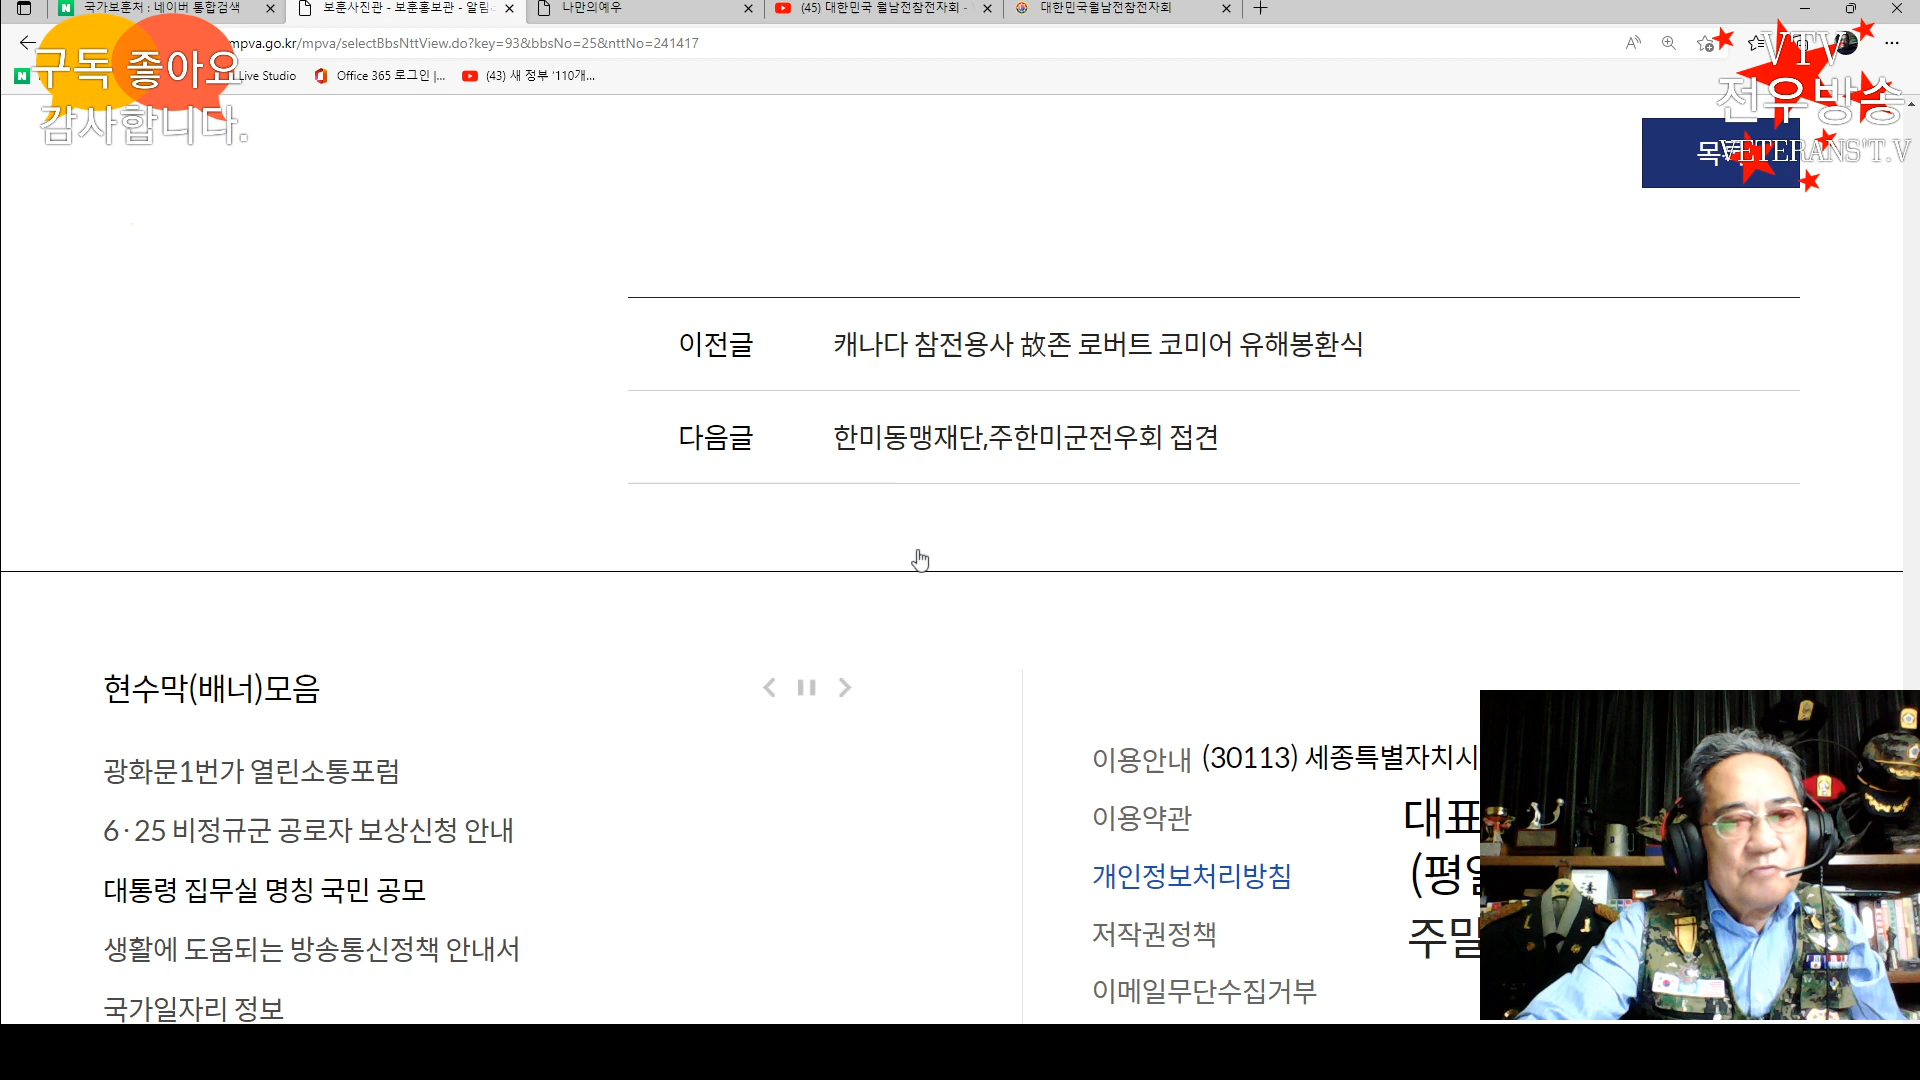 국가보훈처 : 네이버 통합검색
보훈사진관 - 보훈홍보관 - 알림
나만의예우
(45) 대한민국 월남전참전자회 -
대한민국월남전참전자회
mpva.go.kr/mpva/selectBbsNttView.do?key=93&bbsNo=25&nttNo=241417
Live Studio
Office 365 로그인 |...
(43) 새 정부 '110개...
구독 좋아요
감사합니다.
VTV
전우방송
VETERANS'T.V
이전글 캐나다 참전용사 故존 로버트 코미어 유해봉환식
다음글 한미동맹재단,주한미군전우회 접견
현수막(배너)모음
광화문1번가 열린소통포럼
6·25 비정규군 공로자 보상신청 안내
대통령 집무실 명칭 국민 공모
생활에 도움되는 방송통신정책 안내서
국가일자리 정보
이용안내
이용약관
개인정보처리방침
저작권정책
이메일무단수집거부
(30113) 세종특별자치시
대표
주말